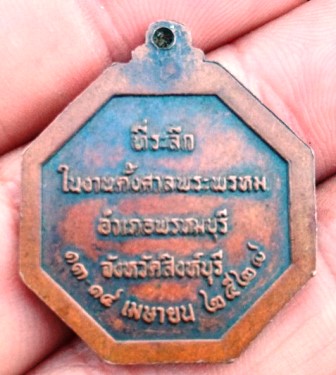 ที่ระลึก
ในงานตั้งศาลพระพรหม
อำเภอพรหมบุรี
จังหวัดสิงห์บุรี
๑๓ ๑๔ เมษายน ๒๕๒๗